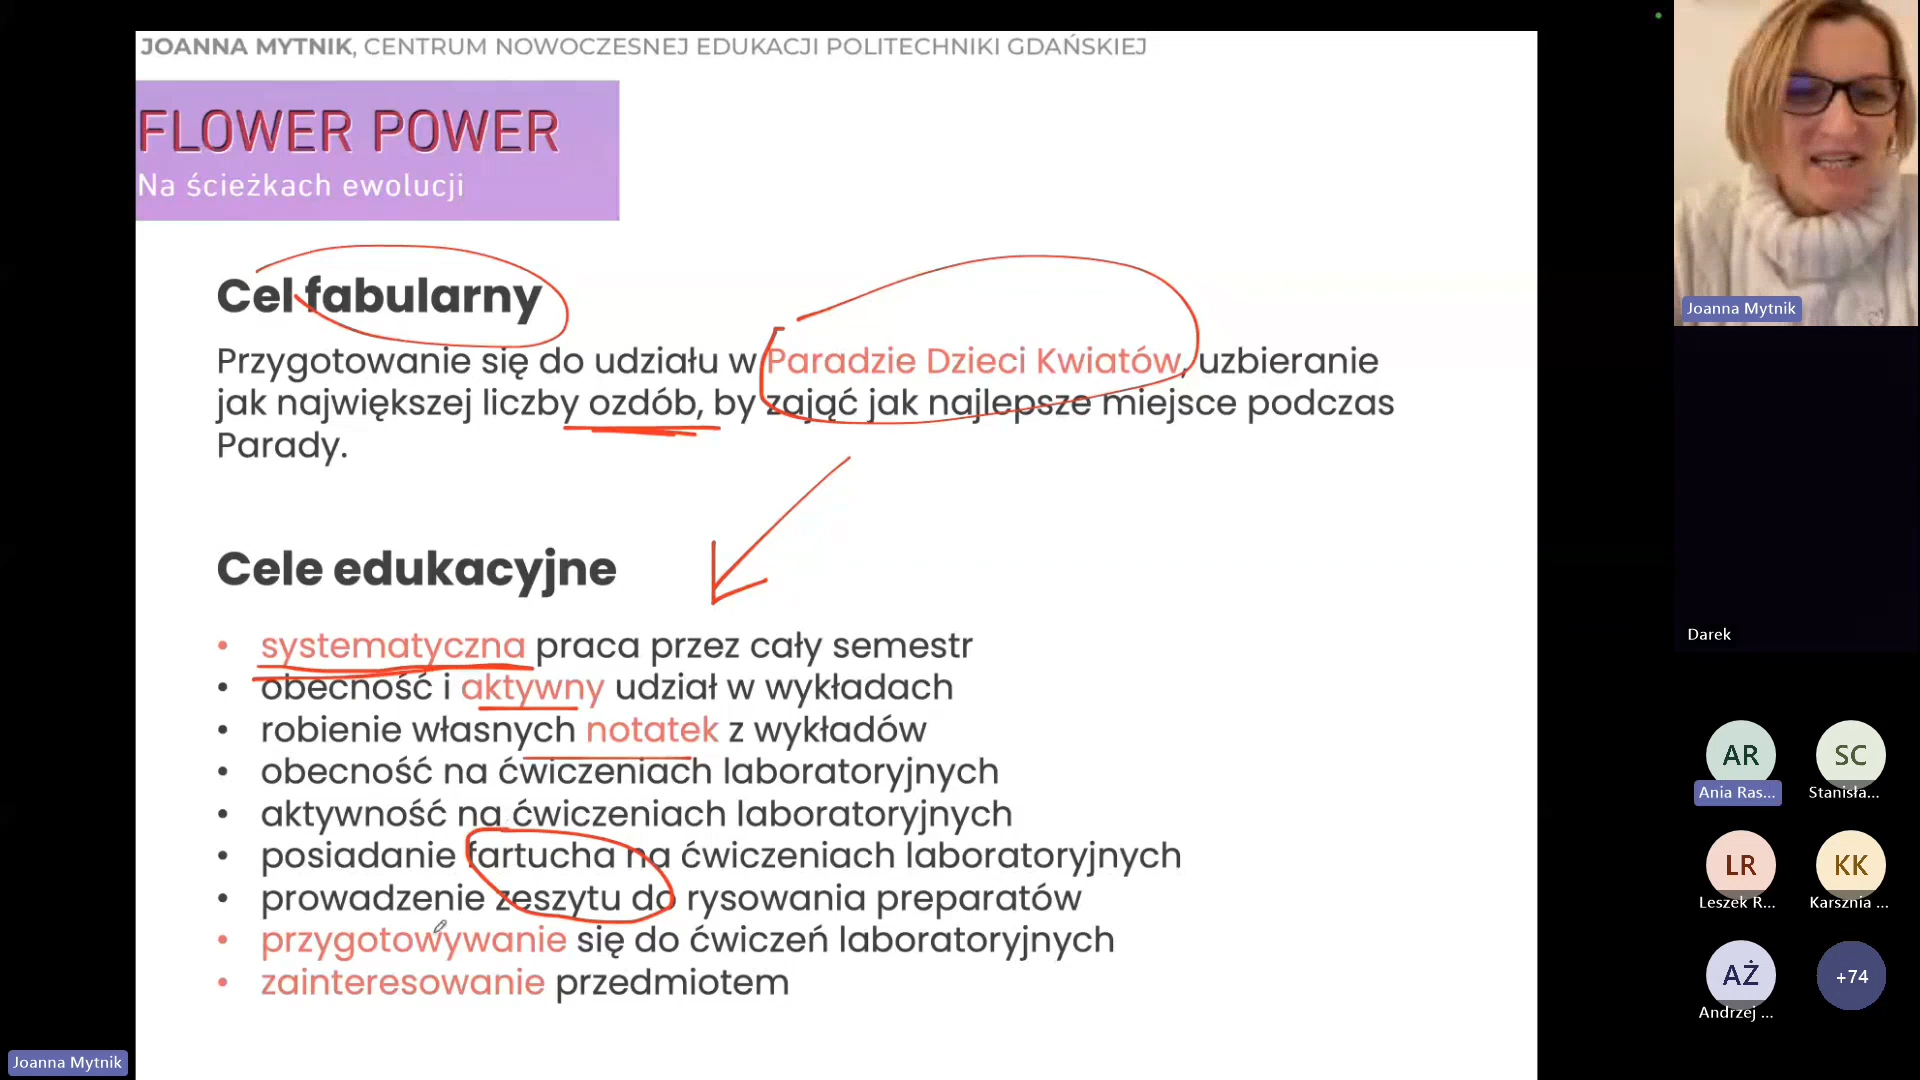 JOANNA MYTNIK, CENTRUM NOWOCZESNEJ EDUKACJI POLITECHNIKI GDAŃSKIEJ
FLOWER POWER
Na ścieżkach ewolucji
Cel fabularny
Przygotowanie się do udziału w Paradzie Dzieci Kwiatów, uzbieranie
jak największej liczby ozdób, by zająć jak najlepsze miejsce podczas
Parady.
Cele edukacyjne
• systematyczna praca przez cały semestr
• obecność i aktywny udział w wykładach
• robienie własnych notatek z wykładów
• obecność na ćwiczeniach laboratoryjnych
• aktywność na ćwiczeniach laboratoryjnych
• posiadanie fartucha na ćwiczeniach laboratoryjnych
• prowadzenie zeszytu do rysowania preparatów
• przygotowywanie się do ćwiczeń laboratoryjnych
• zainteresowanie przedmiotem
Joanna Mytnik
Joanna Mytnik
Darek
AR
SC
Ania Ras...
Stanisła...
LR
KK
Leszek R...
Karsznia ...
AŻ
+74
Andrzej ...